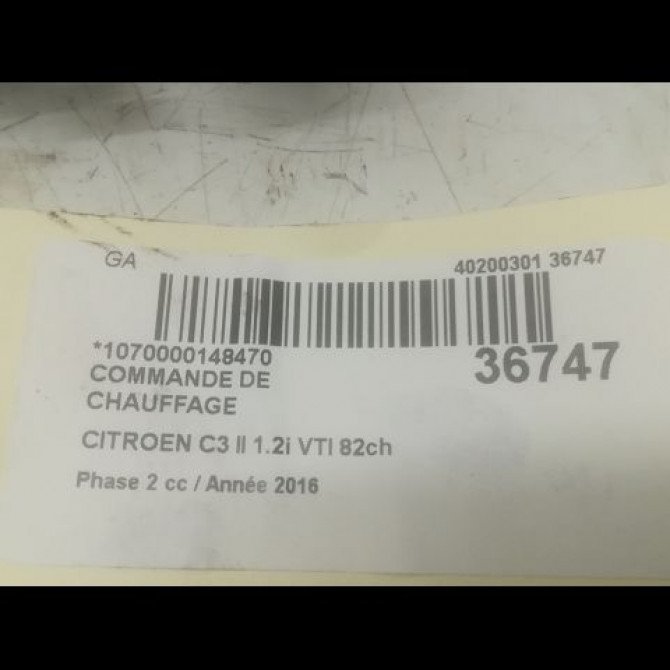 GA
40200301 36747
*1070000148470
36747
COMMANDE DE
CHAUFFAGE
CITROEN C3 II 1.2i VTI 82ch
Phase 2 cc / Année 2016